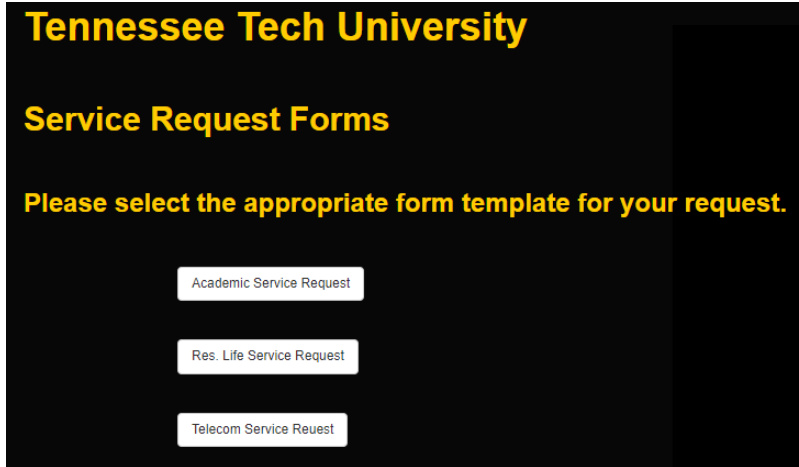 Tennessee Tech University
Service Request Forms
Please select the appropriate form template for your request.
Academic Service Request
Res. Life Service Request
Telecom Service Reuest